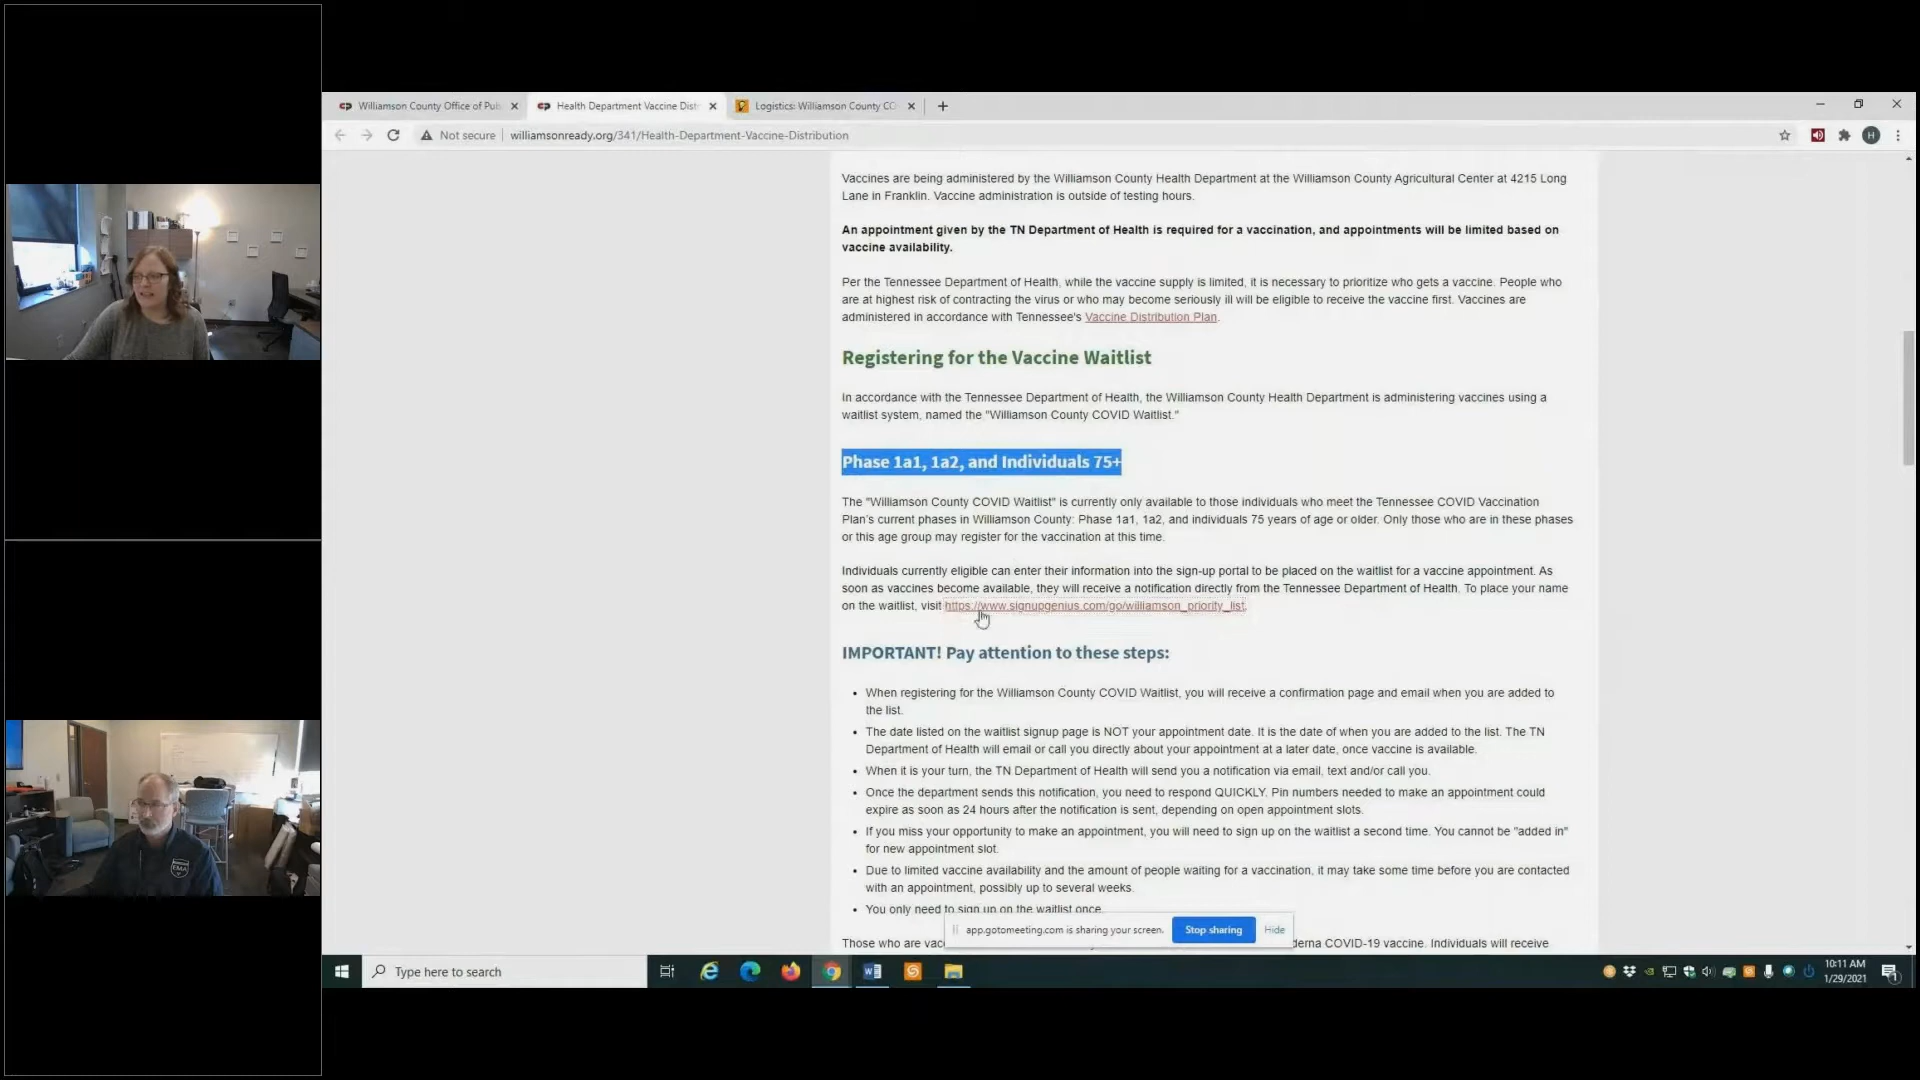 Williamson County Office of Pub
Health Department Vaccine Dist
Logistics: Williamson County CO
Not secure
williamsonready.org/341/Health-Department-Vaccine-Distribution
H
Vaccines are being administered by the Williamson County Health Department at the Williamson County Agricultural Center at 4215 Long
Lane in Franklin. Vaccine administration is outside of testing hours.
An appointment given by the TN Department of Health is required for a vaccination, and appointments will be limited based on
vaccine availability.
Per the Tennessee Department of Health, while the vaccine supply is limited, it is necessary to prioritize who gets a vaccine. People who
are at highest risk of contracting the virus or who may become seriously ill will be eligible to receive the vaccine first. Vaccines are
administered in accordance with Tennessee's Vaccine Distribution Plan.
Registering for the Vaccine Waitlist
In accordance with the Tennessee Department of Health, the Williamson County Health Department is administering vaccines using a
waitlist system, named the "Williamson County COVID Waitlist."
Phase 1a1, 1a2, and Individuals 75+
The "Williamson County COVID Waitlist" is currently only available to those individuals who meet the Tennessee COVID Vaccination
Plan's current phases in Williamson County: Phase 1a1, 1a2, and individuals 75 years of age or older. Only those who are in these phases
or this age group may register for the vaccination at this time.
Individuals currently eligible can enter their information into the sign-up portal to be placed on the waitlist for a vaccine appointment. As
soon as vaccines become available, they will receive a notification directly from the Tennessee Department of Health. To place your name
on the waitlist, visit https://www.signupgenius.com/go/williamson_priority_list.
IMPORTANT! Pay attention to these steps:
• When registering for the Williamson County COVID Waitlist, you will receive a confirmation page and email when you are added to
the list.
• The date listed on the waitlist signup page is NOT your appointment date. It is the date of when you are added to the list. The TN
Department of Health will email or call you directly about your appointment at a later date, once vaccine is available.
• When it is your turn, the TN Department of Health will send you a notification via email, text and/or call you.
• Once the department sends this notification, you need to respond QUICKLY. Pin numbers needed to make an appointment could
expire as soon as 24 hours after the notification is sent, depending on open appointment slots.
• If you miss your opportunity to make an appointment, you will need to sign up on the waitlist a second time. You cannot be "added in"
for new appointment slot.
• Due to limited vaccine availability and the amount of people waiting for a vaccination, it may take some time before you are contacted
with an appointment, possibly up to several weeks.
• You only need to sign up on the waitlist once.
app.gotomeeting.com is sharing your screen.
Stop sharing
Hide
Those who are vacc
derna COVID-19 vaccine. Individuals will receive
Type here to search
10:11 AM
1/29/2021
EMA